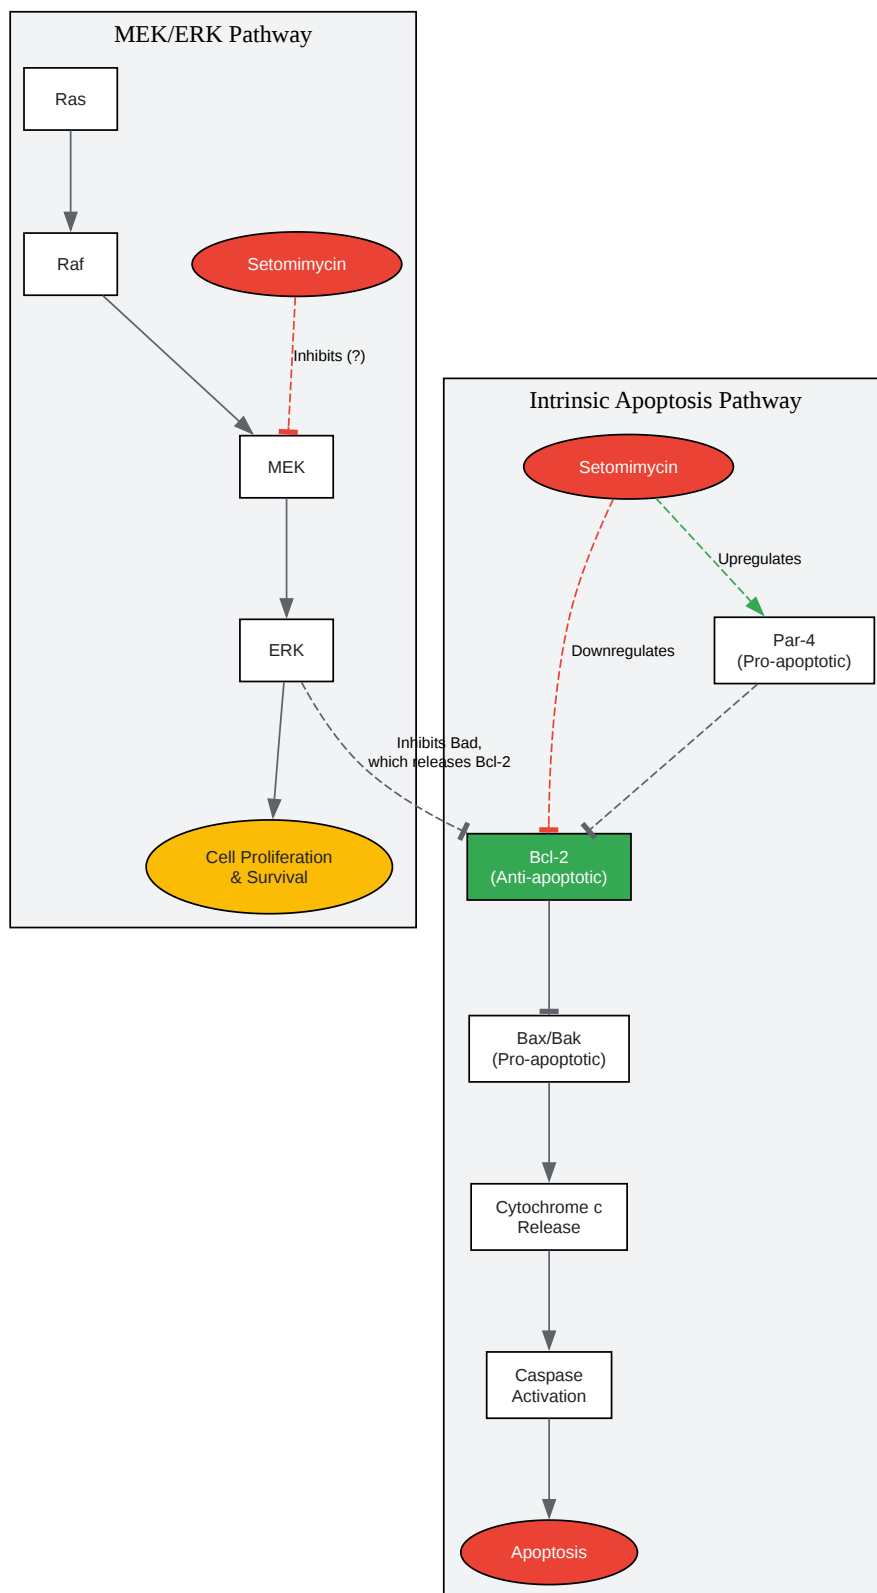 MEK/ERK Pathway
Ras
Raf
Setomimycin
Inhibits (?)
MEK
ERK
Inhibits Bad,
which releases Bcl-2
Cell Proliferation
& Survival
Intrinsic Apoptosis Pathway
Setomimycin
Upregulates
Downregulates
Par-4
(Pro-apoptotic)
Bcl-2
(Anti-apoptotic)
Bax/Bak
(Pro-apoptotic)
Cytochrome c
Release
Caspase
Activation
Apoptosis